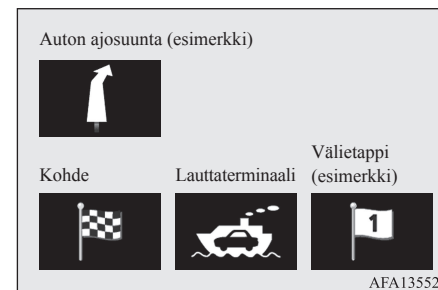 Auton ajosuunta (esimerkki)
Kohde
Lauttaterminaali
Välietappi
(esimerkki)
1
AFA13552